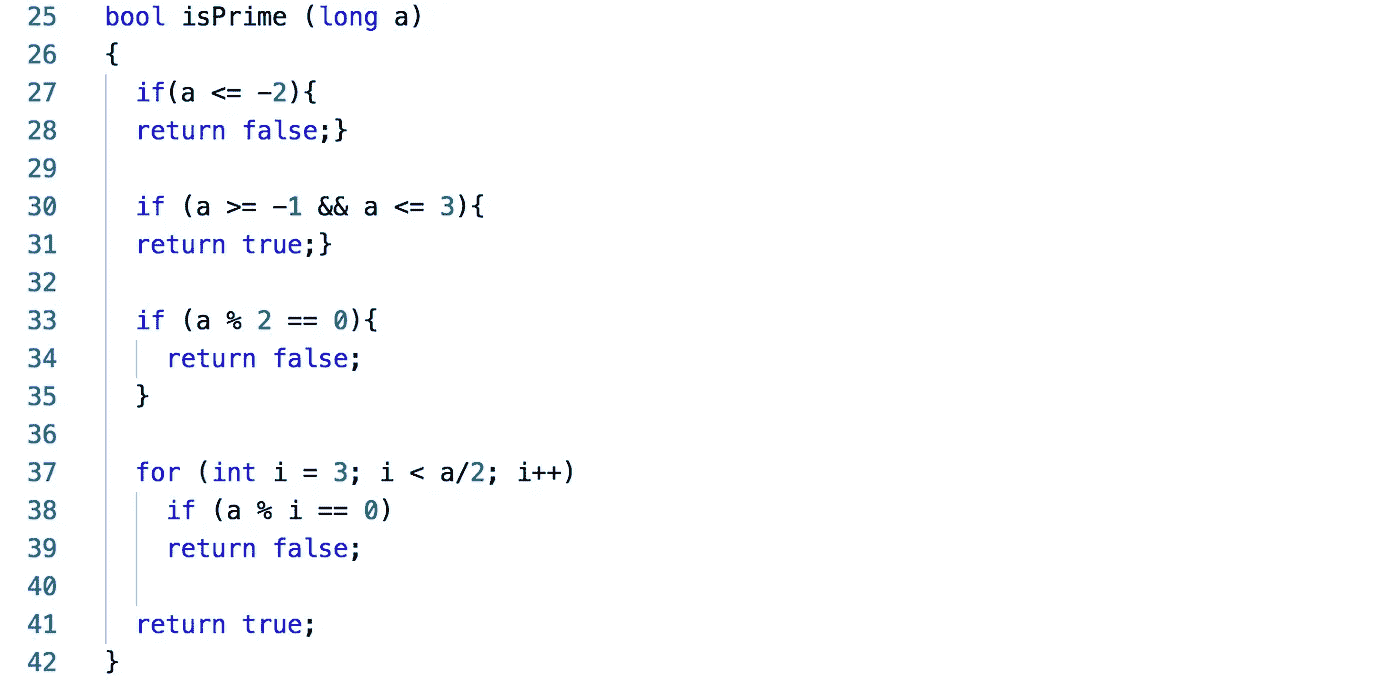 25 bool isPrime (long a)
26 {
27 if(a <= -2){
28 return false;}
29
30 if (a >= -1 && a <= 3){
31 return true;}
32
33 if (a % 2 == 0){
34 return false;
35 }
36
37 for (int i = 3; i < a/2; i++)
38 if (a % i == 0)
39 return false;
40
41 return true;
42 }